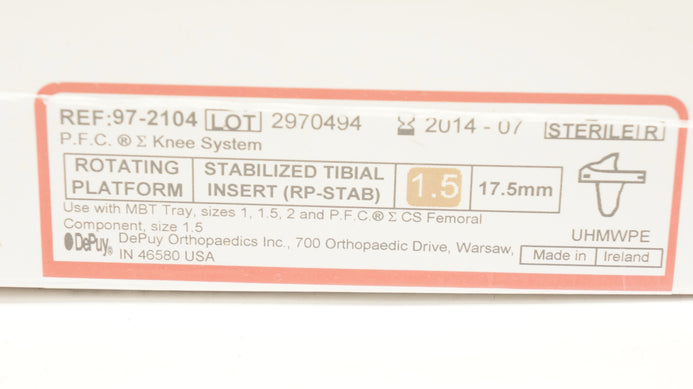 REF:97-2104 LOT 2970494 2014-07 STERILE R
P.F.C. ® Σ Knee System
ROTATING PLATFORM STABILIZED TIBIAL INSERT (RP-STAB) 1.5 17.5mm
Use with MBT Tray, sizes 1, 1.5, 2 and P.F.C.® Σ CS Femoral
Component, size 1.5
UHMWPE
DePuy® DePuy Orthopaedics Inc., 700 Orthopaedic Drive, Warsaw,
IN 46580 USA
Made in Ireland